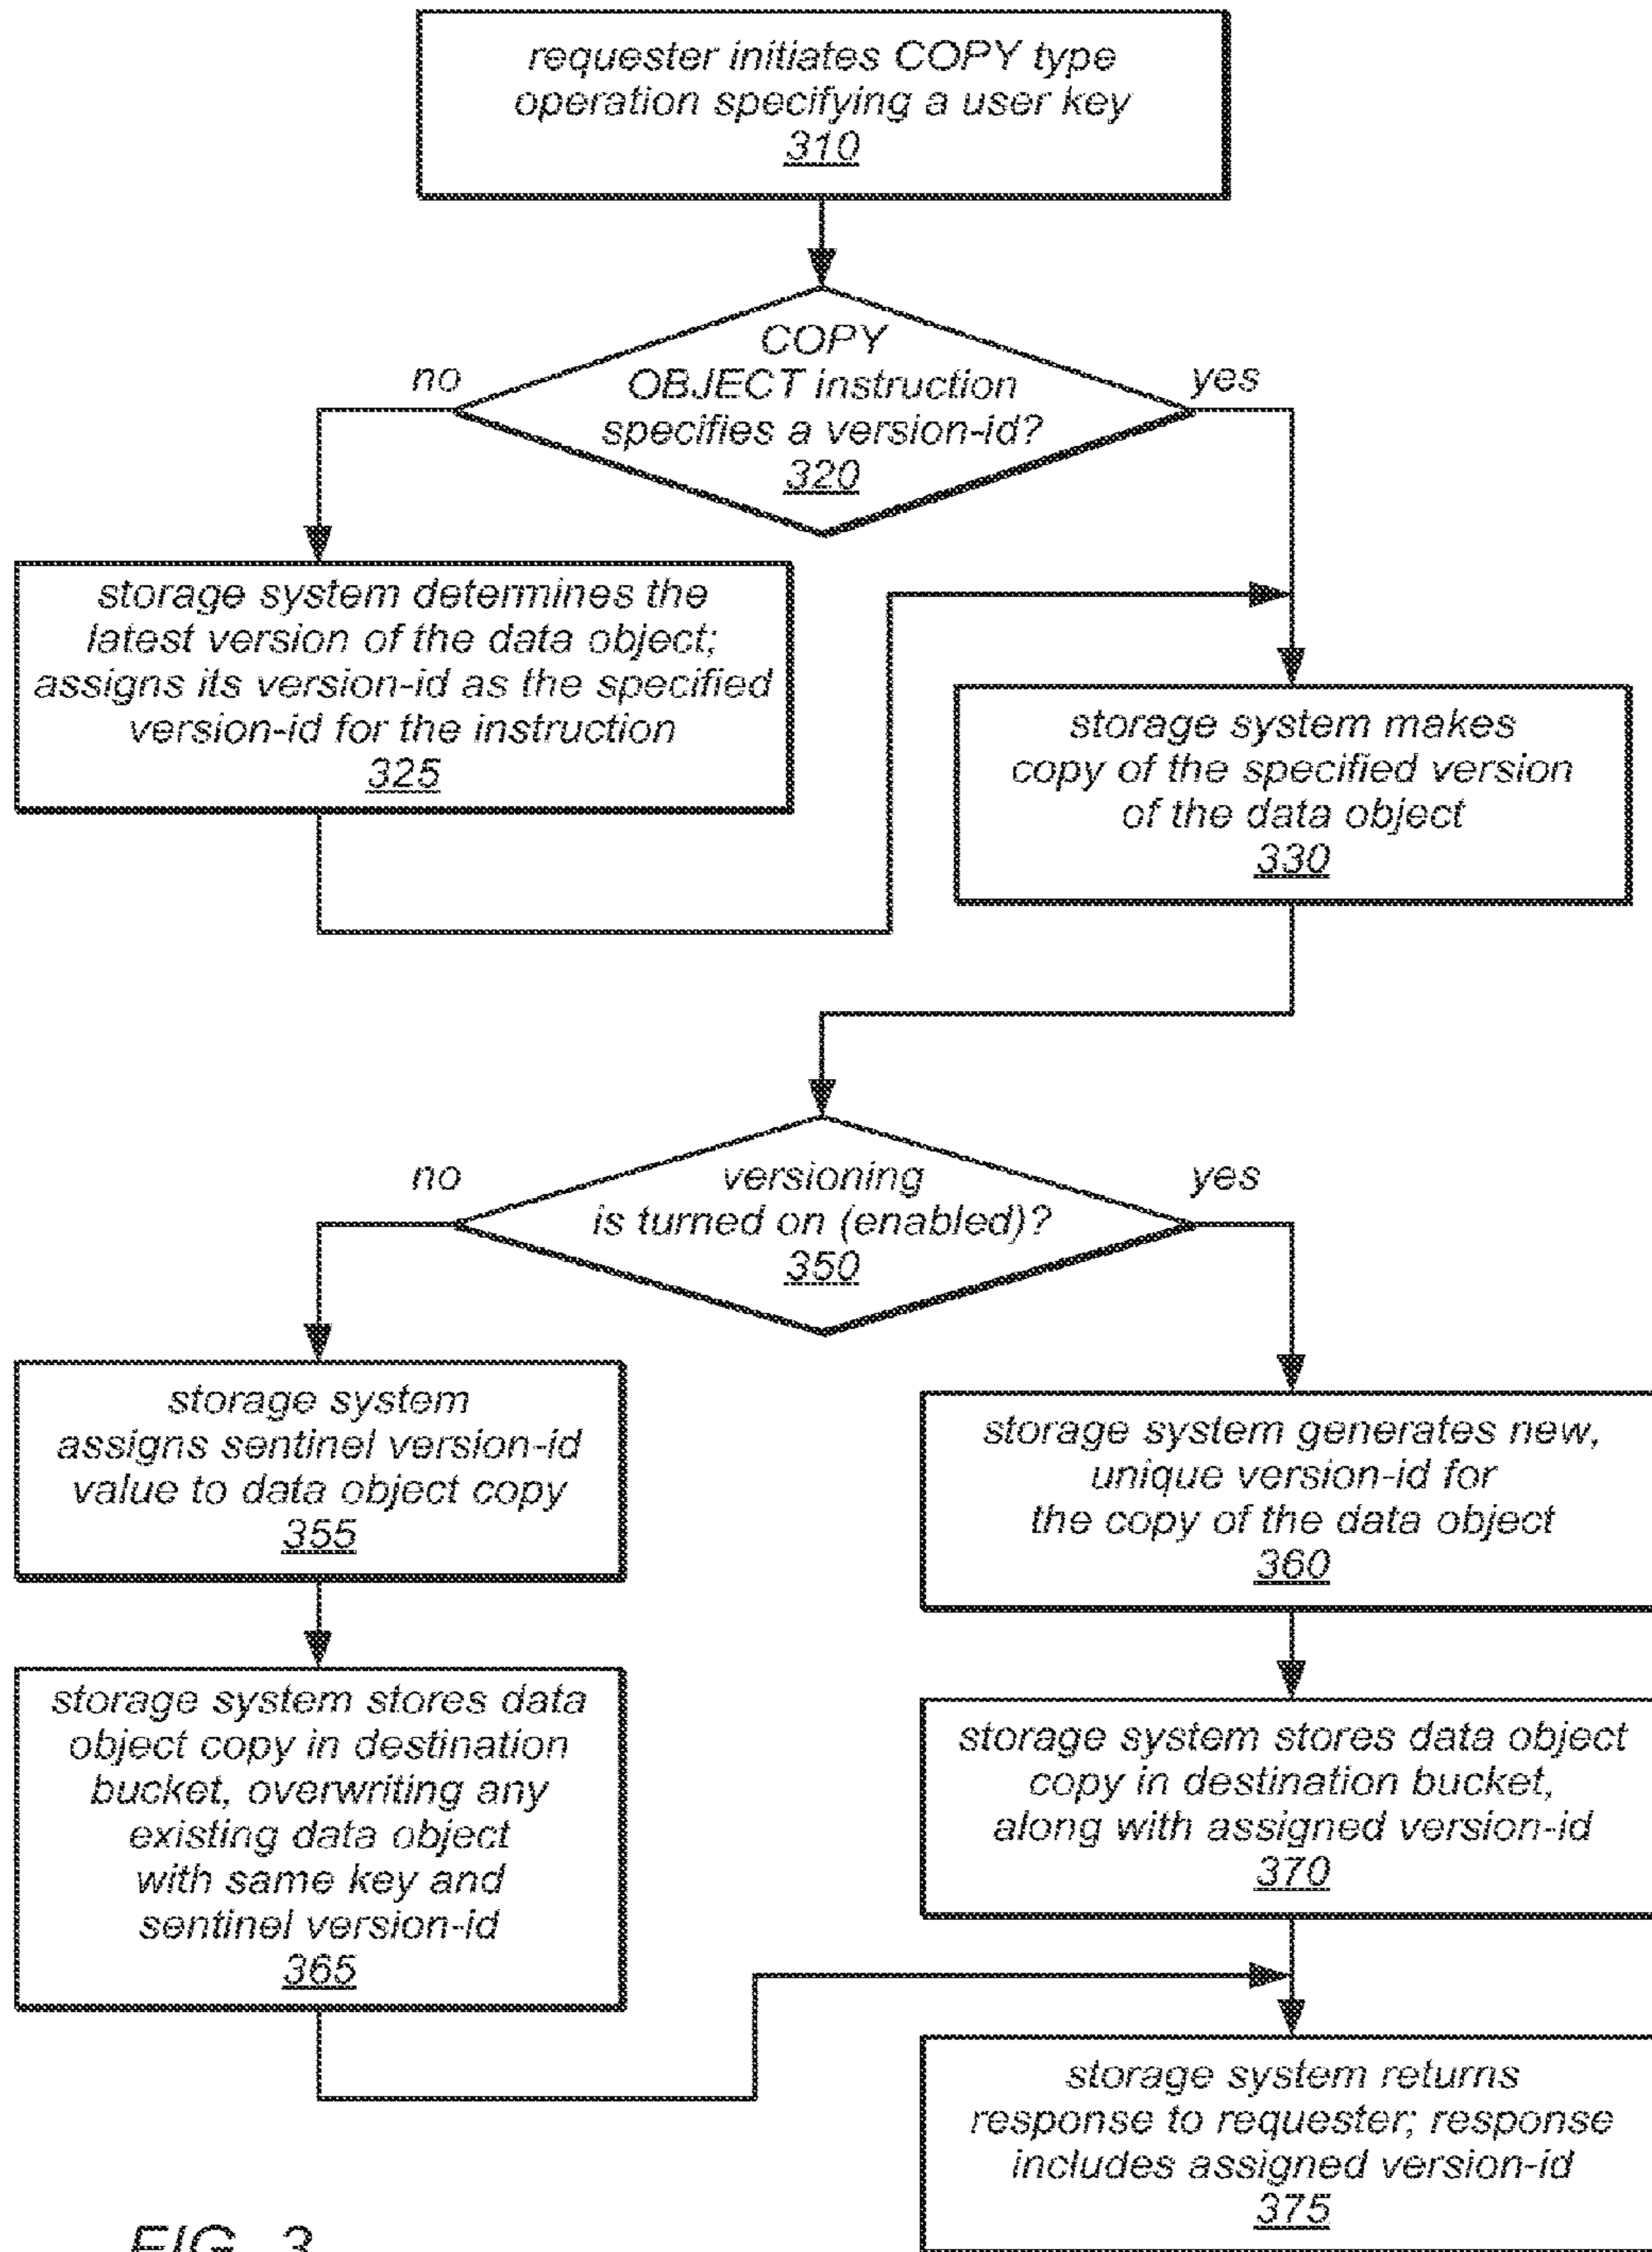 requester initiates COPY type
operation specifying a user key
310
COPY
OBJECT instruction
specifies a version-id?
320
no
yes
storage system determines the
latest version of the data object;
assigns its version-id as the specified
version-id for the instruction
325
storage system makes
copy of the specified version
of the data object
330
versioning
is turned on (enabled)?
350
no
yes
storage system
assigns sentinel version-id
value to data object copy
355
storage system generates new,
unique version-id for
the copy of the data object
360
storage system stores data
object copy in destination
bucket, overwriting any
existing data object
with same key and
sentinel version-id
365
storage system stores data object
copy in destination bucket,
along with assigned version-id
370
storage system returns
response to requester; response
includes assigned version-id
375
FIG. 3